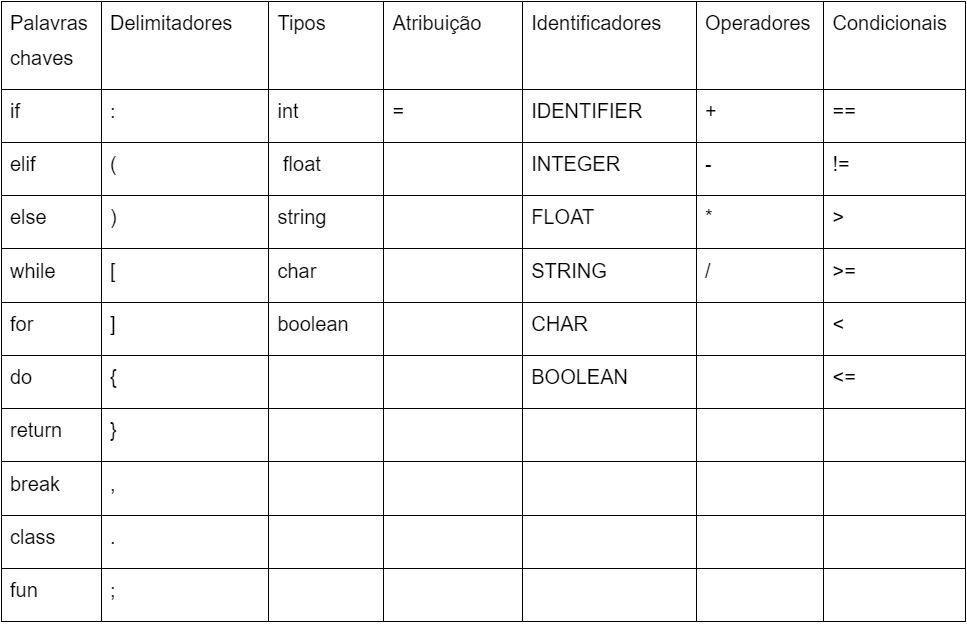 Palavras chaves Delimitadores Tipos Atribuição Identificadores Operadores Condicionais
if : int = IDENTIFIER + ==
elif ( float INTEGER - !=
else ) string FLOAT * >
while [ char STRING / >=
for ] boolean CHAR <
do { BOOLEAN <=
return }
break ,
class .
fun ;